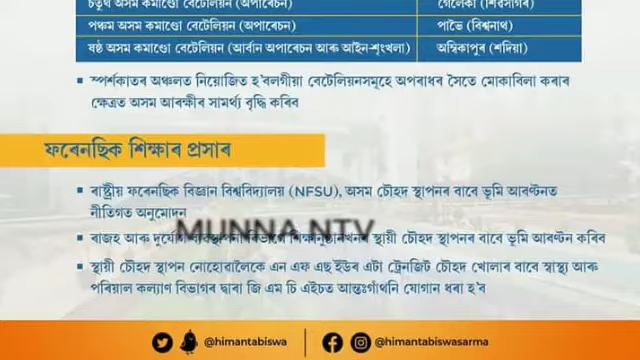 চতুৰ্থ অসম কমাণ্ডো বেটেলিয়ন (অপাৰেচন) গেলেকী (শিৱসাগৰ)
পঞ্চম অসম কমাণ্ডো বেটেলিয়ন (অপাৰেচন) পাভৈ (বিশ্বনাথ)
ষষ্ঠ অসম কমাণ্ডো বেটেলিয়ন (আৰ্বান অপাৰেচন আৰু আইন-শৃংখলা) অম্বিকাপুৰ (শদিয়া)
স্পৰ্শকাতৰ অঞ্চলত নিয়োজিত হ'বলগীয়া বেটেলিয়নসমূহে অপৰাধৰ সৈতে মোকাবিলা কৰাৰ
ক্ষেত্ৰত অসম আৰক্ষীৰ সামৰ্থ্য বৃদ্ধি কৰিব
ফৰেনছিক শিক্ষাৰ প্ৰসাৰ
ৰাষ্ট্ৰীয় ফৰেনছিক বিজ্ঞান বিশ্ববিদ্যালয় (NFSU), অসম চৌহদ স্থাপনৰ বাবে ভূমি আবণ্টনত
নীতিগত অনুমোদন
MUNNA NTV
ৰাজহ আৰু দুৰ্যোগ ব্যৱস্থাপনা বিভাগে শিক্ষানুষ্ঠানখনৰ স্থায়ী চৌহদ স্থাপনৰ বাবে ভূমি আবণ্টন কৰিব
স্থায়ী চৌহদ স্থাপন নোহোৱালৈকে এন এফ এছ ইউৰ এটা ট্ৰেনজিট চৌহদ খোলাৰ বাবে স্বাস্থ্য আৰু
পৰিয়াল কল্যাণ বিভাগৰ দ্বাৰা জি এম চি এইচত আন্তঃগাঁথনি যোগান ধৰা হ'ব
@himantabiswa @himantabiswasarma